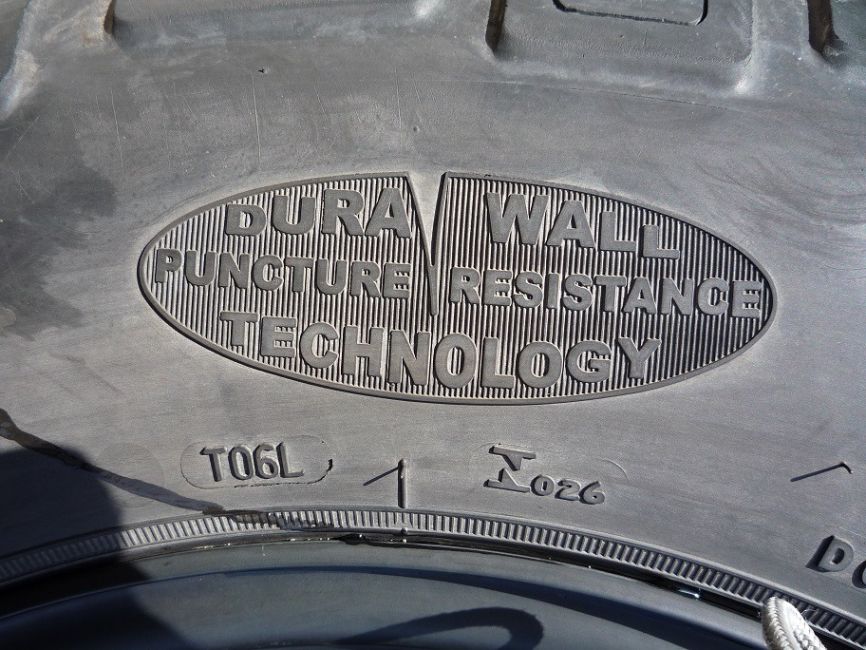 DURA WALL
PUNCTURE RESISTANCE
TECHNOLOGY
T06L
026